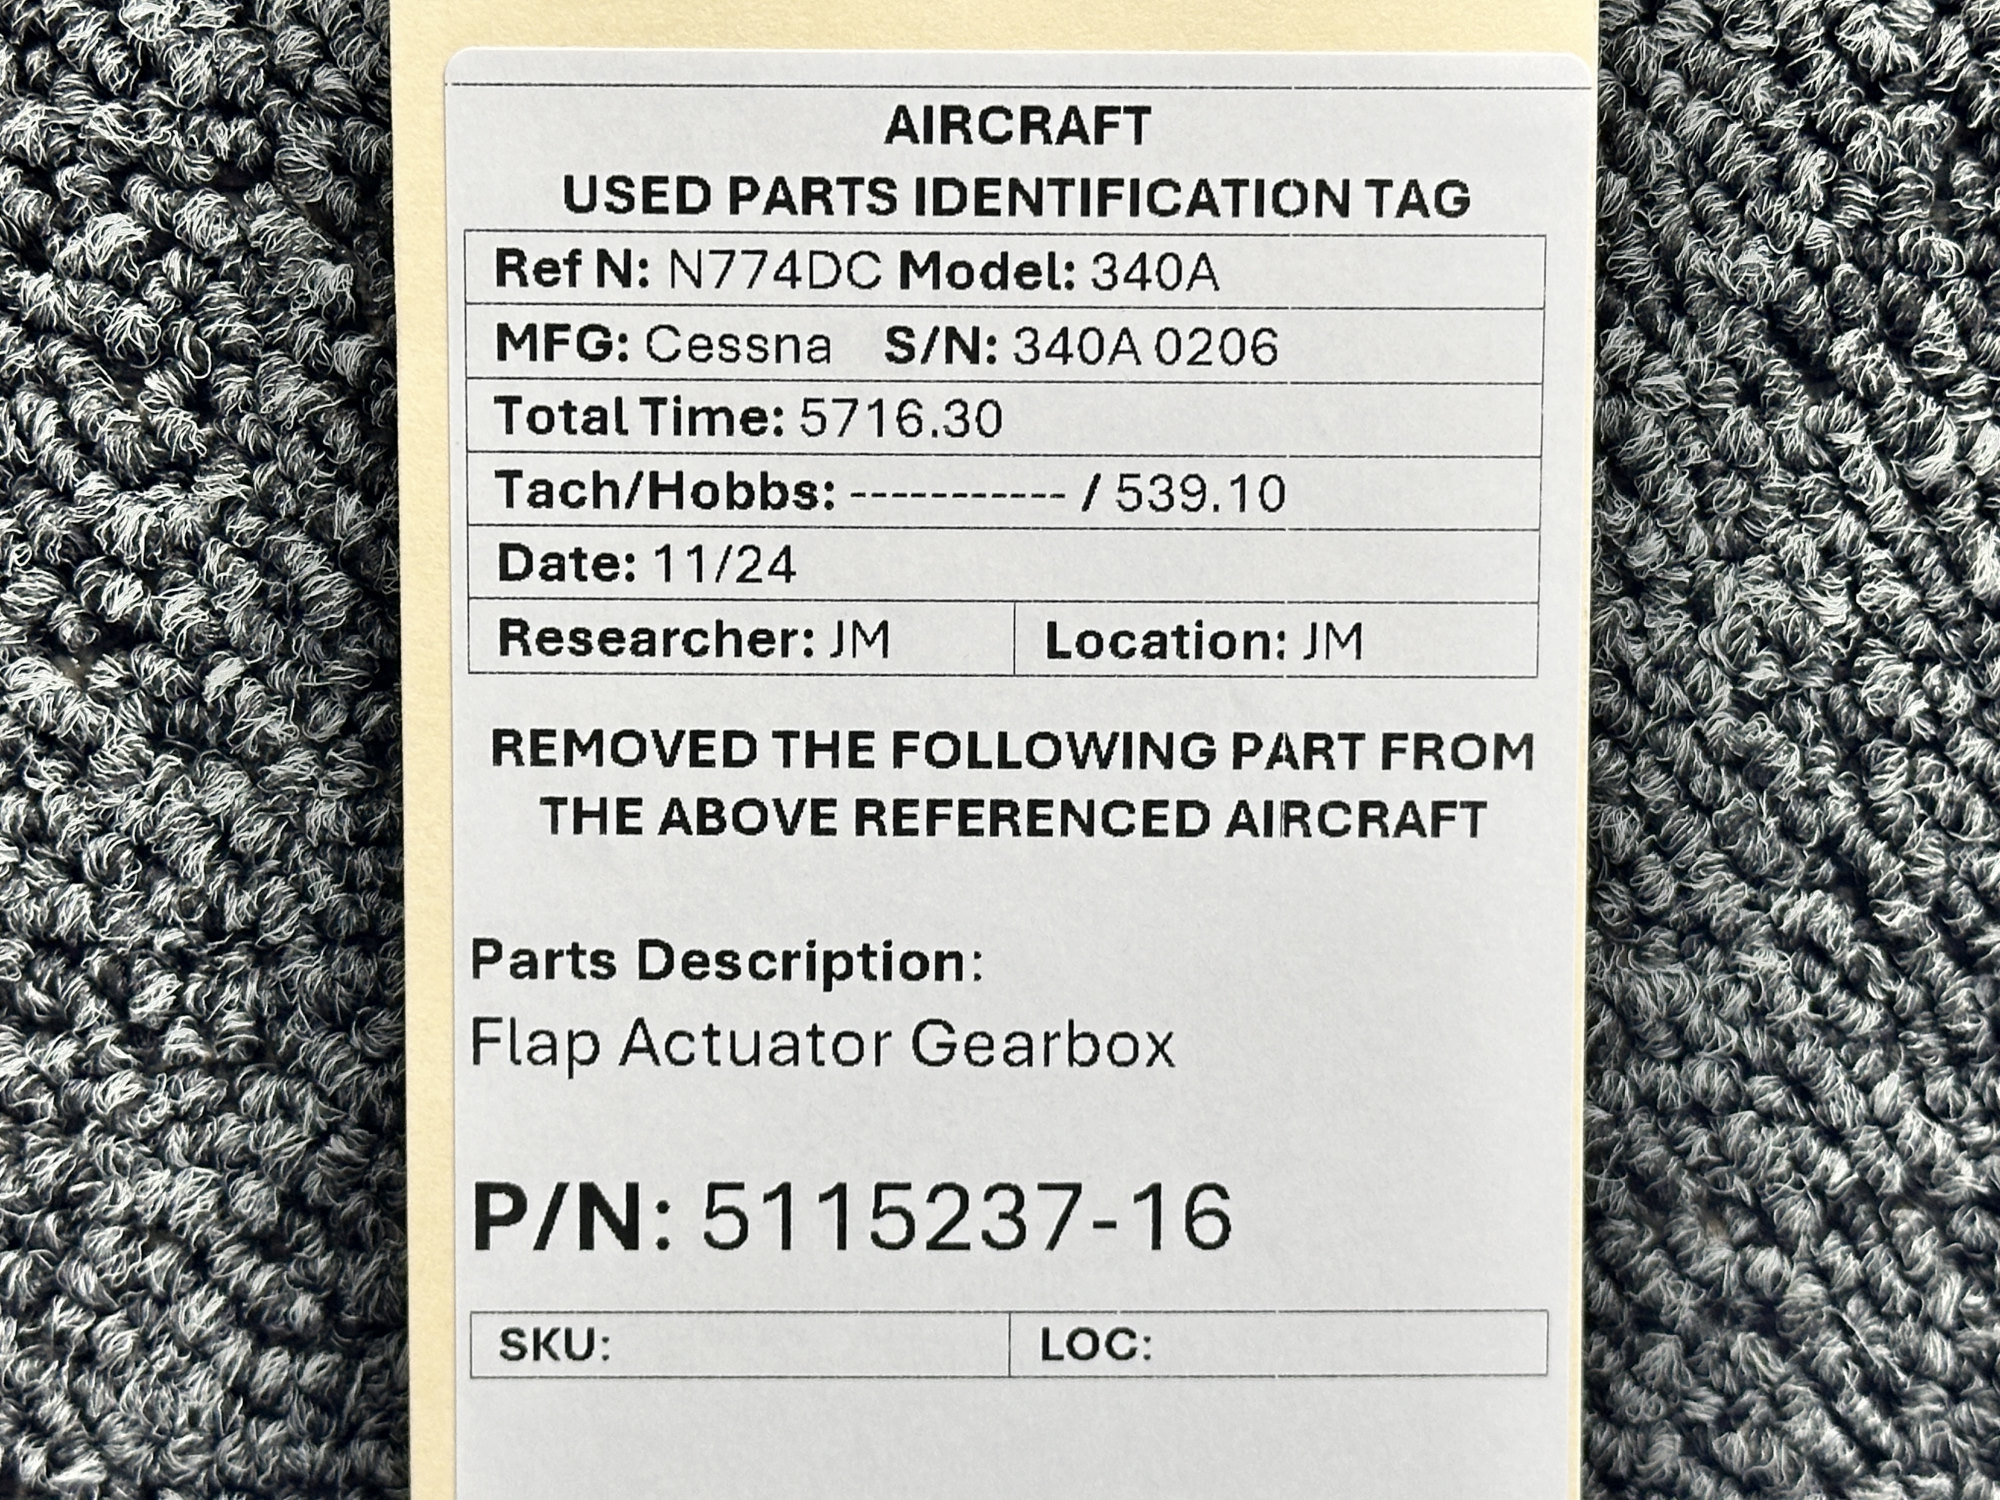 AIRCRAFT
USED PARTS IDENTIFICATION TAG
Ref N: N774DC Model: 340A
MFG: Cessna S/N: 340A 0206
Total Time: 5716.30
Tach/Hobbs: ----------- / 539.10
Date: 11/24
Researcher: JM Location: JM
REMOVED THE FOLLOWING PART FROM
THE ABOVE REFERENCED AIRCRAFT
Parts Description:
Flap Actuator Gearbox
P/N: 5115237-16
SKU: LOC: